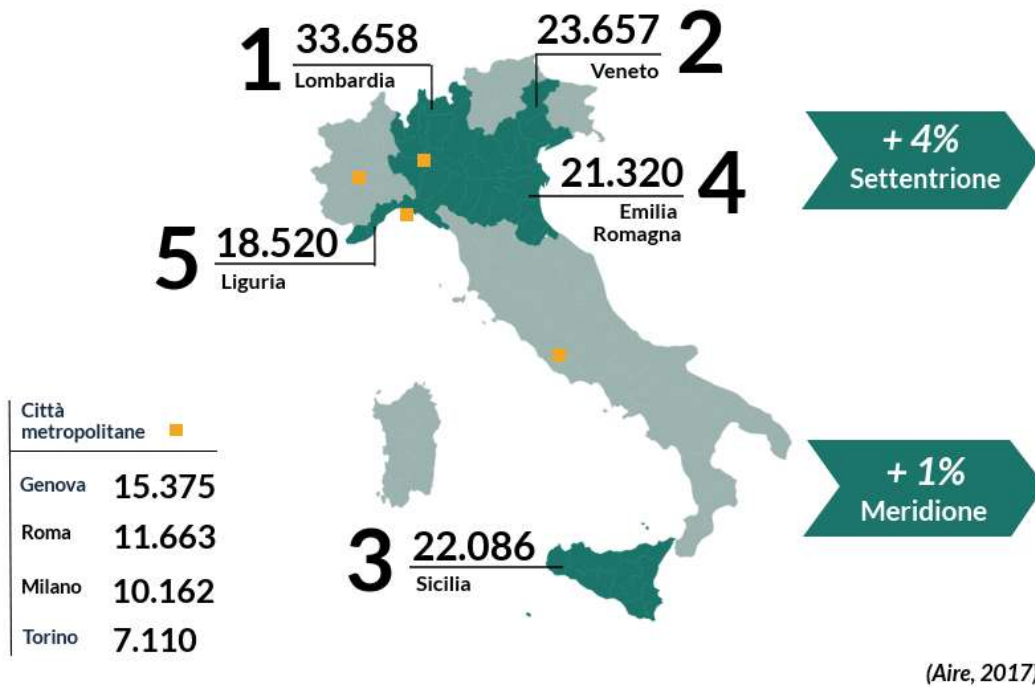 1
33.658
Lombardia
23.657
Veneto
2
+ 4%
Settentrione
21.320
Emilia
Romagna
4
5
18.520
Liguria
Città
metropolitane
Genova 15.375
Roma 11.663
Milano 10.162
Torino 7.110
3
22.086
Sicilia
+ 1%
Meridione
(Aire, 2017)